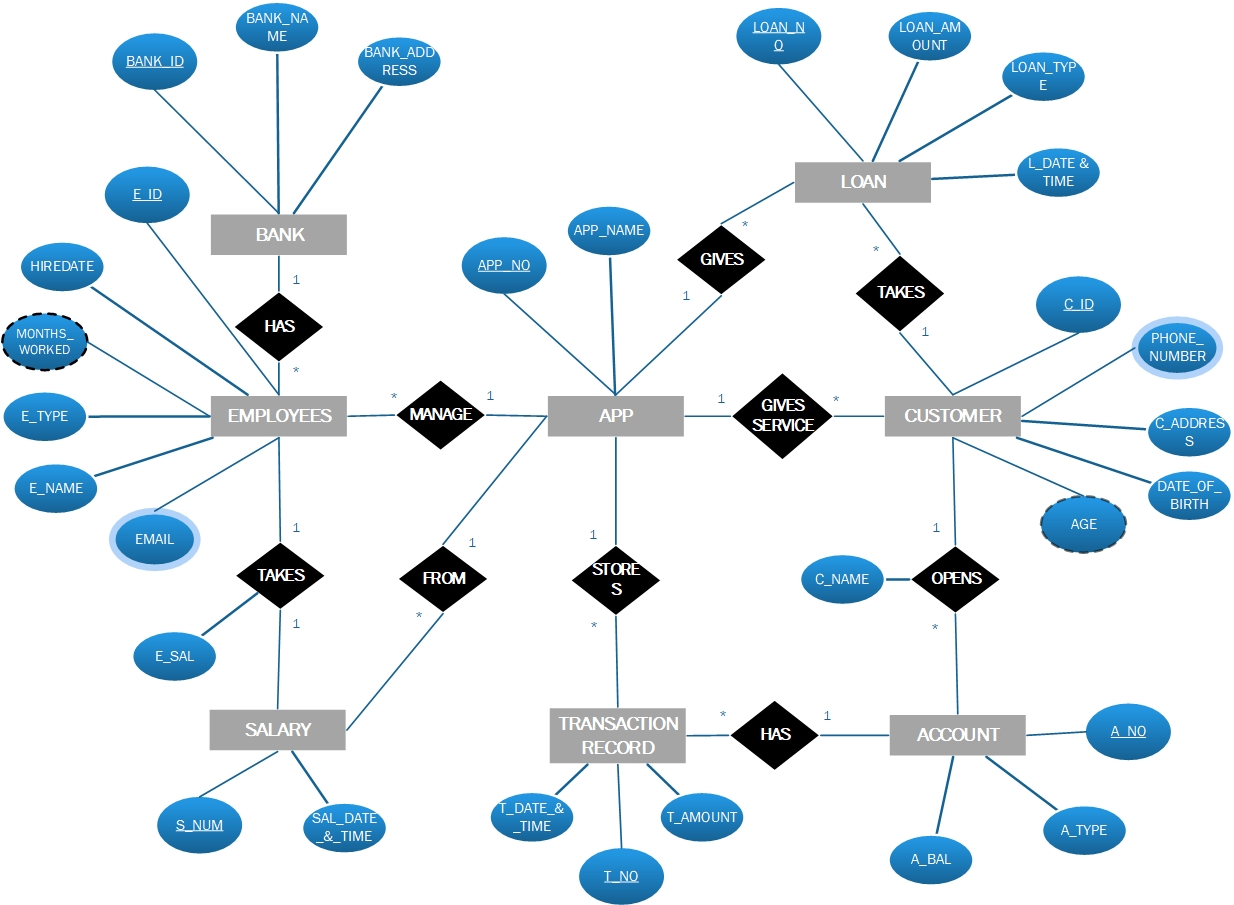 BANK_NA
ME
BANK_ID
BANK_ADD
RESS
LOAN_N
O
LOAN_AM
OUNT
LOAN_TYP
E
L_DATE &
TIME
LOAN
E_ID
BANK
APP_NAME
APP_NO
GIVES
*
*
HIREDATE
1
1
TAKES
C_ID
HAS
MONTHS_
WORKED
1
PHONE_
NUMBER
*
E_TYPE
EMPLOYEES
*
MANAGE
1
APP
1
GIVES
SERVICE
*
CUSTOMER
C_ADDRES
S
E_NAME
DATE_OF_
BIRTH
EMAIL
AGE
1
1
1
1
TAKES
FROM
STORE
S
C_NAME
OPENS
1
*
*
*
E_SAL
SALARY
TRANSACTION
RECORD
*
HAS
1
ACCOUNT
A_NO
S_NUM
SAL_DATE
_&_TIME
T_DATE_&
_TIME
T_AMOUNT
T_NO
A_BAL
A_TYPE